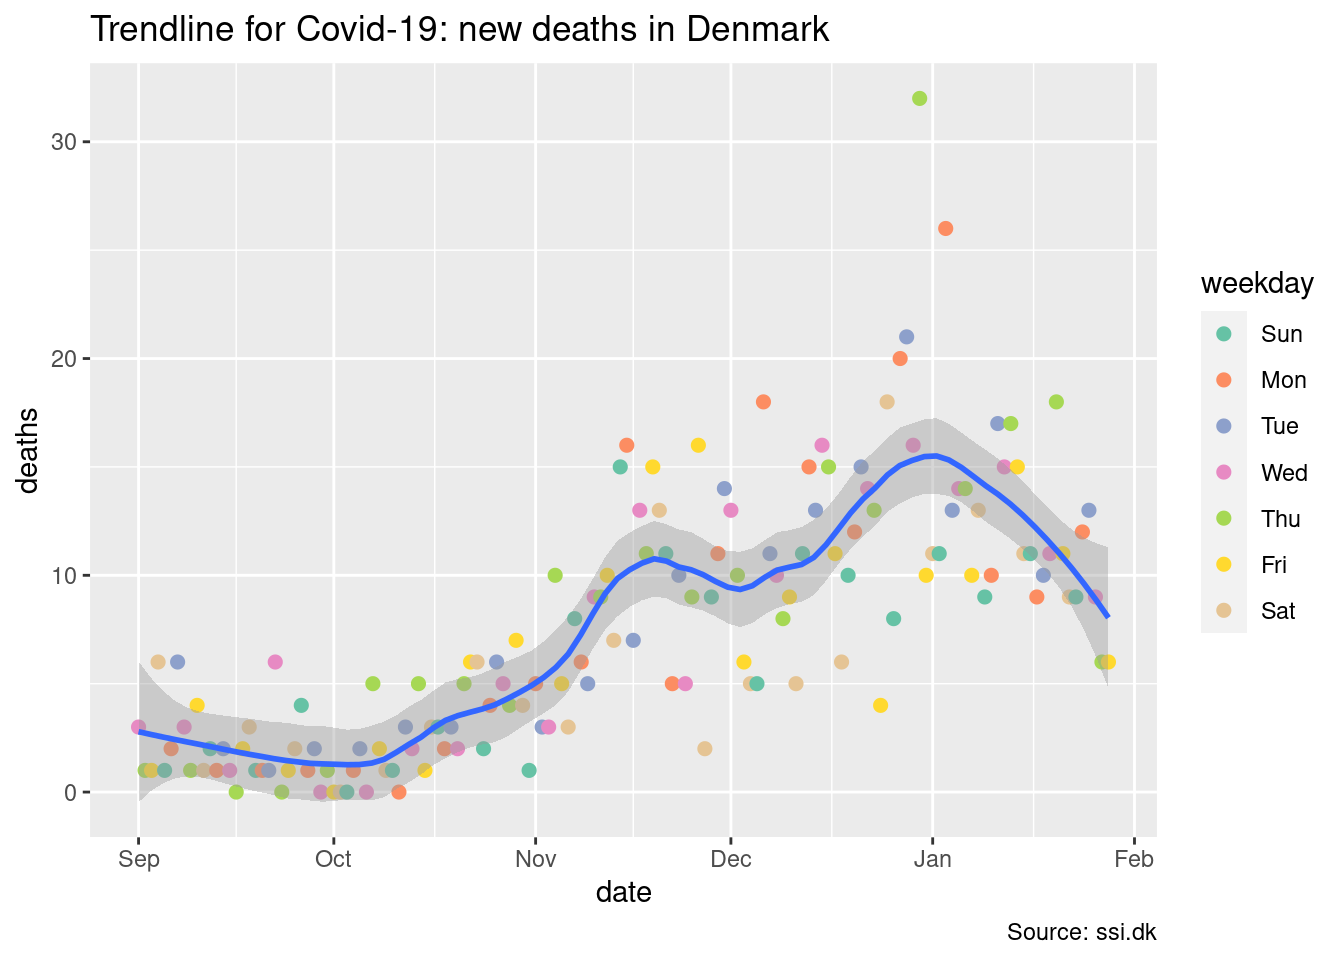 Trendline for Covid-19: new deaths in Denmark
30
20
10
0
deaths
Sep Oct Nov Dec Jan Feb
date
weekday
Sun
Mon
Tue
Wed
Thu
Fri
Sat
Source: ssi.dk